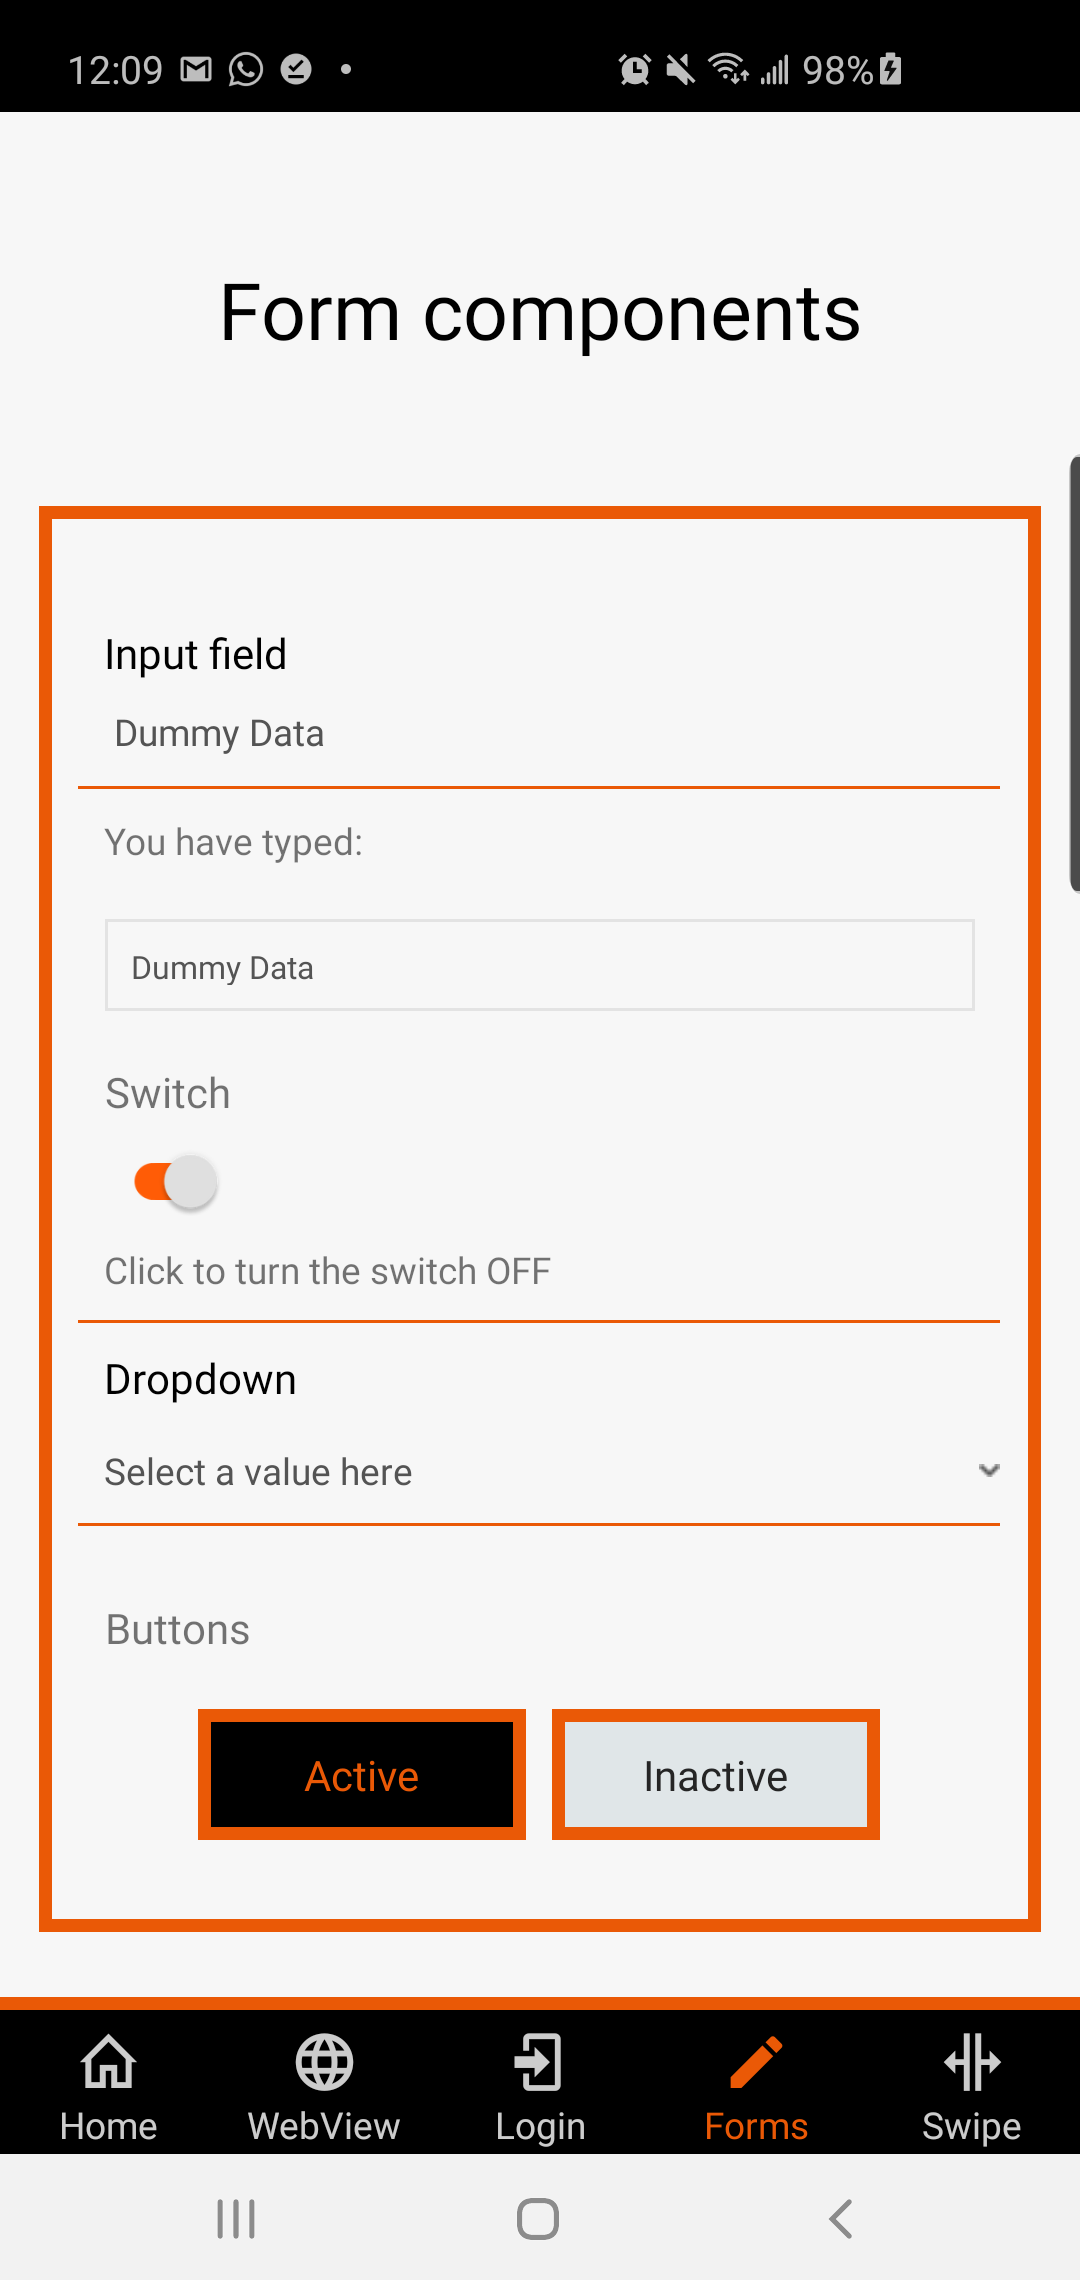 12:09 98%
Form components
Input field
Dummy Data
You have typed:
Dummy Data
Switch
Click to turn the switch OFF
Dropdown
Select a value here
Buttons
Active Inactive
Home WebView Login Forms Swipe